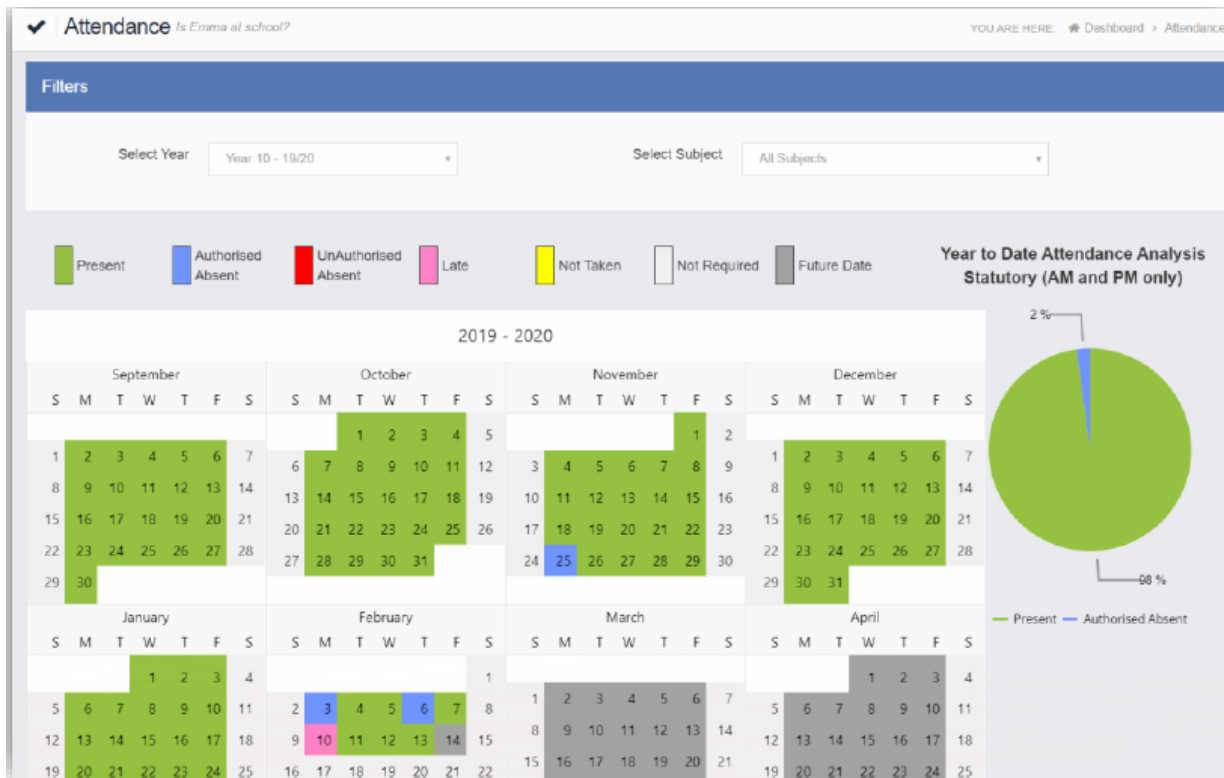 Attendance Is Emma at school?
YOU ARE HERE: Dashboard > Attendance
Filters
Select Year Year 10 - 19/20
Select Subject All Subjects
Present
Authorised Absent
UnAuthorised Absent
Late
Not Taken
Not Required
Future Date
Year to Date Attendance Analysis
Statutory (AM and PM only)
2019 - 2020
September
S M T W T F S
1 2 3 4 5 6 7
8 9 10 11 12 13 14
15 16 17 18 19 20 21
22 23 24 25 26 27 28
29 30
October
S M T W T F S
1 2 3 4 5
6 7 8 9 10 11 12
13 14 15 16 17 18 19
20 21 22 23 24 25 26
27 28 29 30 31
November
S M T W T F S
1 2
3 4 5 6 7 8 9
10 11 12 13 14 15 16
17 18 19 20 21 22 23
24 25 26 27 28 29 30
December
S M T W T F S
1 2 3 4 5 6 7
8 9 10 11 12 13 14
15 16 17 18 19 20 21
22 23 24 25 26 27 28
29 30 31
2 %
98 %
Present Authorised Absent
January
S M T W T F S
1 2 3 4
5 6 7 8 9 10 11
12 13 14 15 16 17 18
19 20 21 22 23 24 25
February
S M T W T F S
1
2 3 4 5 6 7 8
9 10 11 12 13 14 15
16 17 18 19 20 21 22
March
S M T W T F S
1 2 3 4 5 6 7
8 9 10 11 12 13 14
15 16 17 18 19 20 21
April
S M T W T F S
1 2 3 4
5 6 7 8 9 10 11
12 13 14 15 16 17 18
19 20 21 22 23 24 25